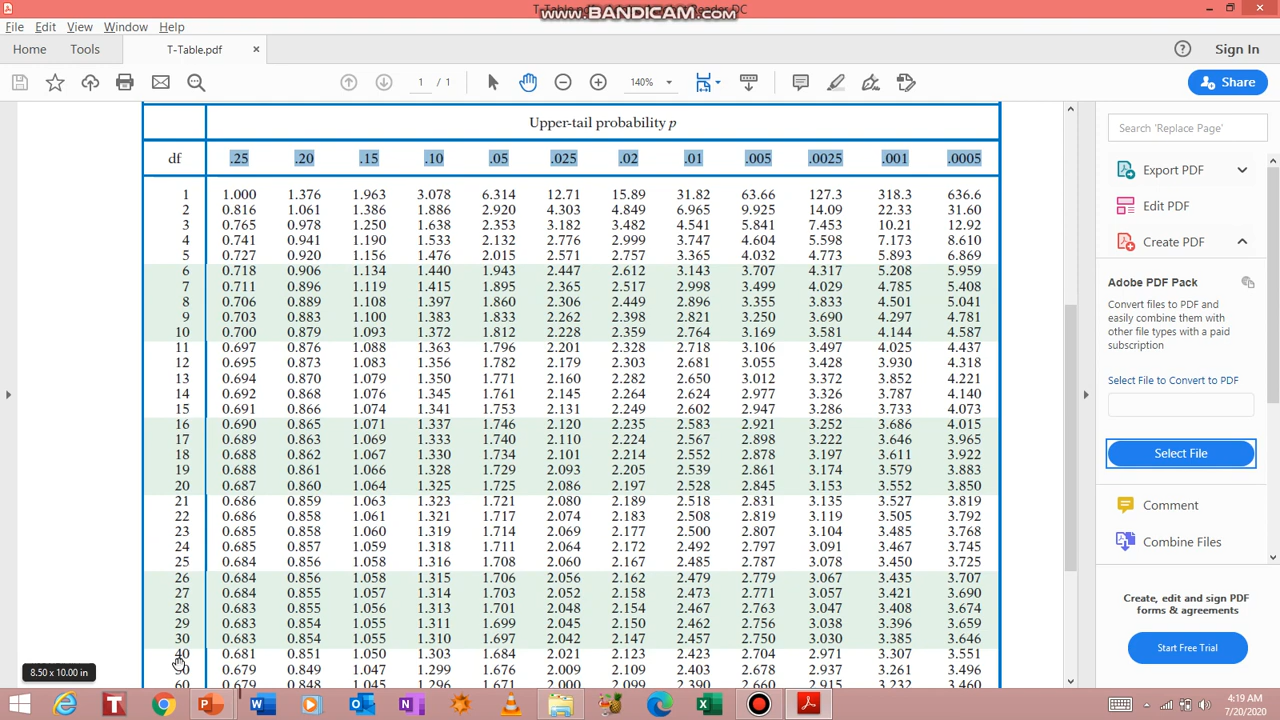 www.BANDICAM.com
File Edit View Window Help
Home Tools T-Table.pdf × Sign In
1 / 1 140% Share
Upper-tail probability p
df .25 .20 .15 .10 .05 .025 .02 .01 .005 .0025 .001 .0005
1 1.000 1.376 1.963 3.078 6.314 12.71 15.89 31.82 63.66 127.3 318.3 636.6
2 0.816 1.061 1.386 1.886 2.920 4.303 4.849 6.965 9.925 14.09 22.33 31.60
3 0.765 0.978 1.250 1.638 2.353 3.182 3.482 4.541 5.841 7.453 10.21 12.92
4 0.741 0.941 1.190 1.533 2.132 2.776 2.999 3.747 4.604 5.598 7.173 8.610
5 0.727 0.920 1.156 1.476 2.015 2.571 2.757 3.365 4.032 4.773 5.893 6.869
6 0.718 0.906 1.134 1.440 1.943 2.447 2.612 3.143 3.707 4.317 5.208 5.959
7 0.711 0.896 1.119 1.415 1.895 2.365 2.517 2.998 3.499 4.029 4.785 5.408
8 0.706 0.889 1.108 1.397 1.860 2.306 2.449 2.896 3.355 3.833 4.501 5.041
9 0.703 0.883 1.100 1.383 1.833 2.262 2.398 2.821 3.250 3.690 4.297 4.781
10 0.700 0.879 1.093 1.372 1.812 2.228 2.359 2.764 3.169 3.581 4.144 4.587
11 0.697 0.876 1.088 1.363 1.796 2.201 2.328 2.718 3.106 3.497 4.025 4.437
12 0.695 0.873 1.083 1.356 1.782 2.179 2.303 2.681 3.055 3.428 3.930 4.318
13 0.694 0.870 1.079 1.350 1.771 2.160 2.282 2.650 3.012 3.372 3.852 4.221
14 0.692 0.868 1.076 1.345 1.761 2.145 2.264 2.624 2.977 3.326 3.787 4.140
15 0.691 0.866 1.074 1.341 1.753 2.131 2.249 2.602 2.947 3.286 3.733 4.073
16 0.690 0.865 1.071 1.337 1.746 2.120 2.235 2.583 2.921 3.252 3.686 4.015
17 0.689 0.863 1.069 1.333 1.740 2.110 2.224 2.567 2.898 3.222 3.646 3.965
18 0.688 0.862 1.067 1.330 1.734 2.101 2.214 2.552 2.878 3.197 3.611 3.922
19 0.688 0.861 1.066 1.328 1.729 2.093 2.205 2.539 2.861 3.174 3.579 3.883
20 0.687 0.860 1.064 1.325 1.725 2.086 2.197 2.528 2.845 3.153 3.552 3.850
21 0.686 0.859 1.063 1.323 1.721 2.080 2.189 2.518 2.831 3.135 3.527 3.819
22 0.686 0.858 1.061 1.321 1.717 2.074 2.183 2.508 2.819 3.119 3.505 3.792
23 0.685 0.858 1.060 1.319 1.714 2.069 2.177 2.500 2.807 3.104 3.485 3.768
24 0.685 0.857 1.059 1.318 1.711 2.064 2.172 2.492 2.797 3.091 3.467 3.745
25 0.684 0.856 1.058 1.316 1.708 2.060 2.167 2.485 2.787 3.078 3.450 3.725
26 0.684 0.856 1.058 1.315 1.706 2.056 2.162 2.479 2.779 3.067 3.435 3.707
27 0.684 0.855 1.057 1.314 1.703 2.052 2.158 2.473 2.771 3.057 3.421 3.690
28 0.683 0.855 1.056 1.313 1.701 2.048 2.154 2.467 2.763 3.047 3.408 3.674
29 0.683 0.854 1.055 1.311 1.699 2.045 2.150 2.462 2.756 3.038 3.396 3.659
30 0.683 0.854 1.055 1.310 1.697 2.042 2.147 2.457 2.750 3.030 3.385 3.646
40 0.681 0.851 1.050 1.303 1.684 2.021 2.123 2.423 2.704 2.971 3.307 3.551
0.679 0.849 1.047 1.299 1.676 2.009 2.109 2.403 2.678 2.937 3.261 3.496
60 0.679 0.848 1.045 1.296 1.671 2.000 2.099 2.390 2.660 2.915 3.232 3.460
8.50 x 10.00 in
Search 'Replace Page'
Export PDF
Edit PDF
Create PDF
Adobe PDF Pack
Convert files to PDF and
easily combine them with
other file types with a paid
subscription
Select File to Convert to PDF
Select File
Comment
Combine Files
Create, edit and sign PDF
forms & agreements
Start Free Trial
4:19 AM
7/20/2020